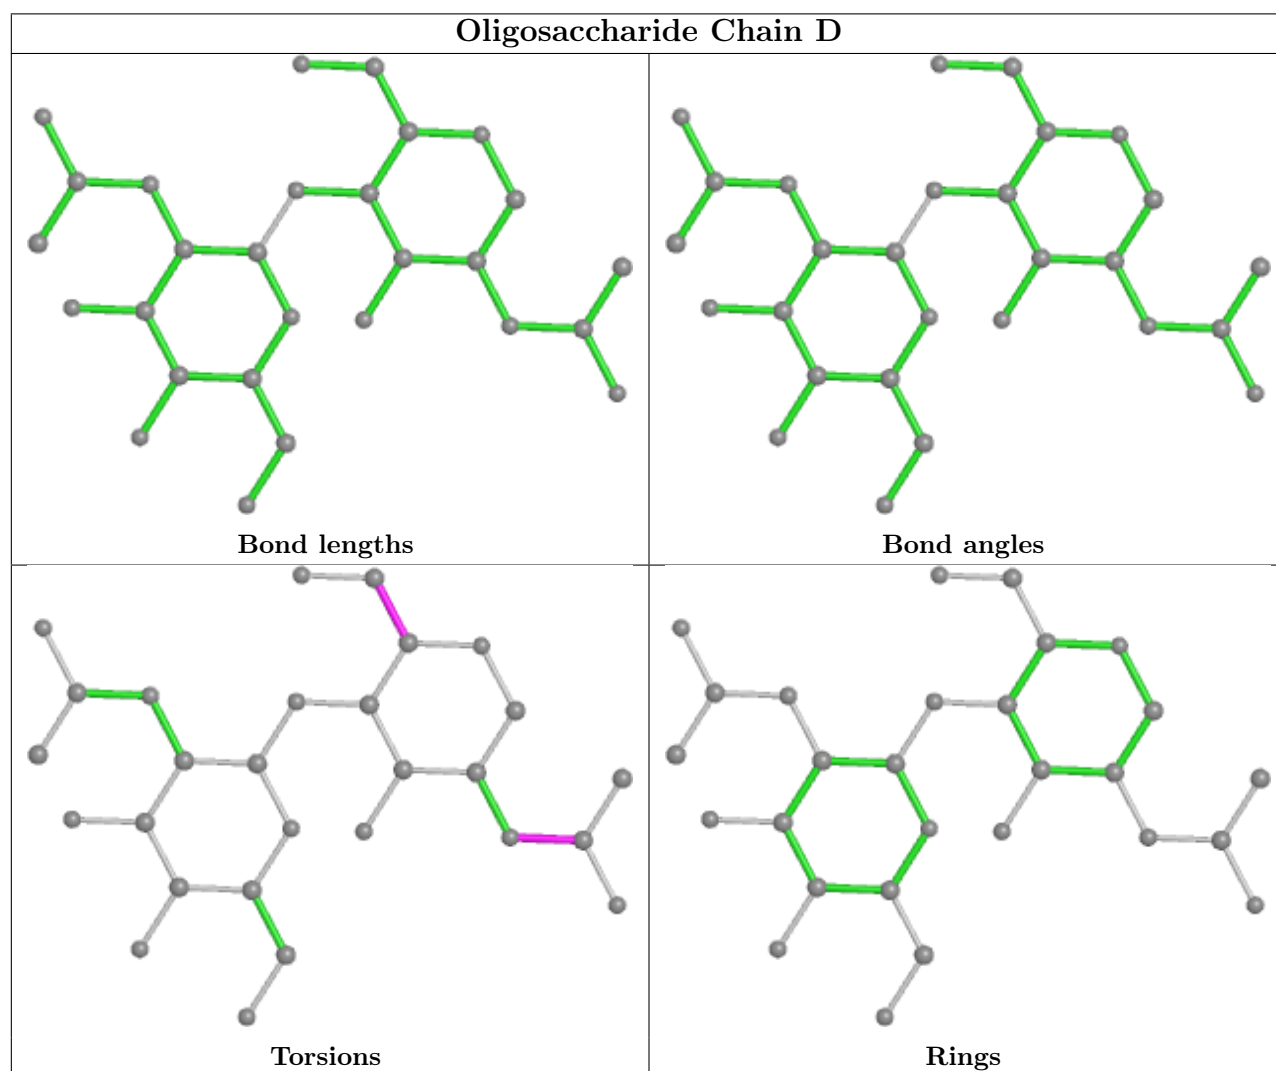 Oligosaccharide Chain D
Bond lengths
Bond angles
Torsions
Rings